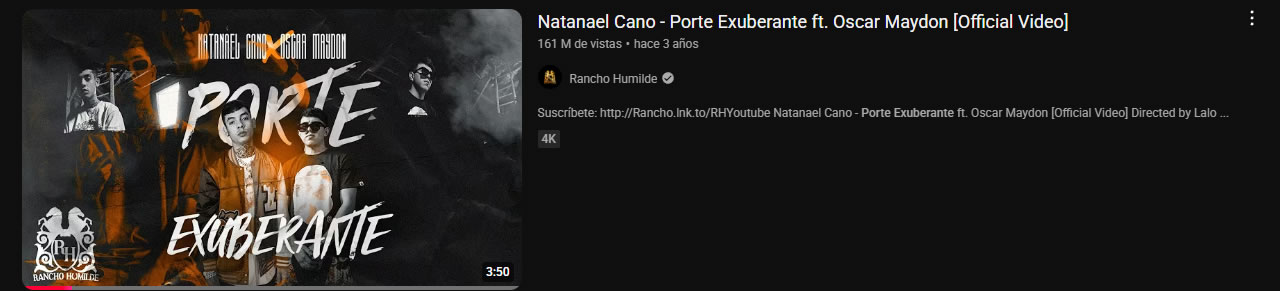 NATANAEL CANO X OSCAR MAYDON
PORTE
EXUBERANTE
RH
RANCHO HUMILDE
3:50
Natanael Cano - Porte Exuberante ft. Oscar Maydon [Official Video]
161 M de vistas • hace 3 años
Rancho Humilde
Suscríbete: http://Rancho.lnk.to/RHYoutube Natanael Cano - Porte Exuberante ft. Oscar Maydon [Official Video] Directed by Lalo ...
4K